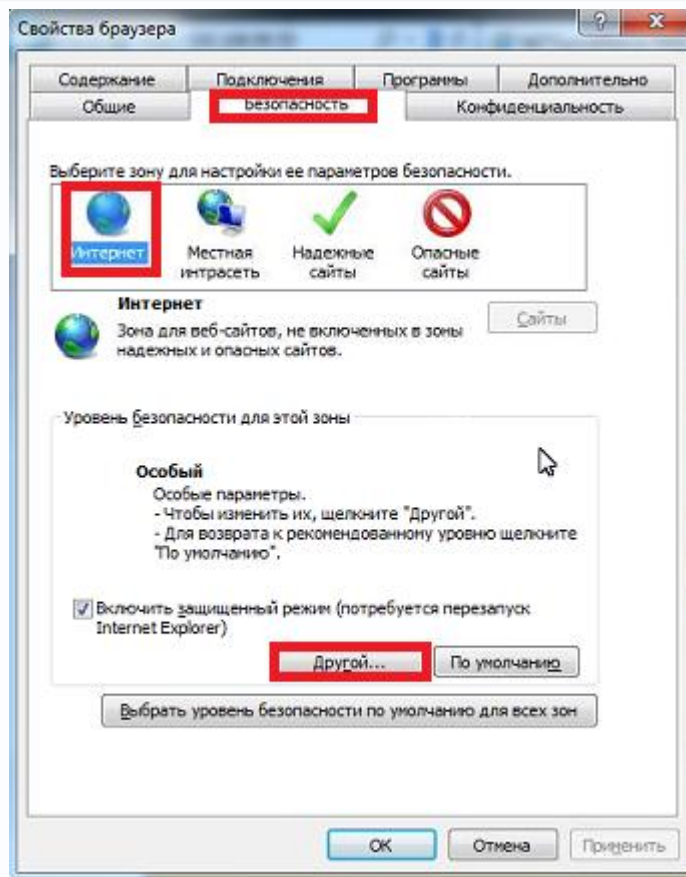 Свойства браузера
Содержание Подключения Программы Дополнительно
Общие Безопасность Конфиденциальность
Выберите зону для настройки ее параметров безопасности.
Интернет Местная интрасеть Надежные сайты Опасные сайты
Интернет
Зона для веб-сайтов, не включенных в зоны
надежных и опасных сайтов.
Сайты
Уровень безопасности для этой зоны
Особый
Особые параметры.
- Чтобы изменить их, щелкните "Другой".
- Для возврата к рекомендованному уровню щелкните
"По умолчанию".
Включить защищенный режим (потребуется перезапуск
Internet Explorer)
Другой... По умолчанию
Выбрать уровень безопасности по умолчанию для всех зон
ОК Отмена Применить